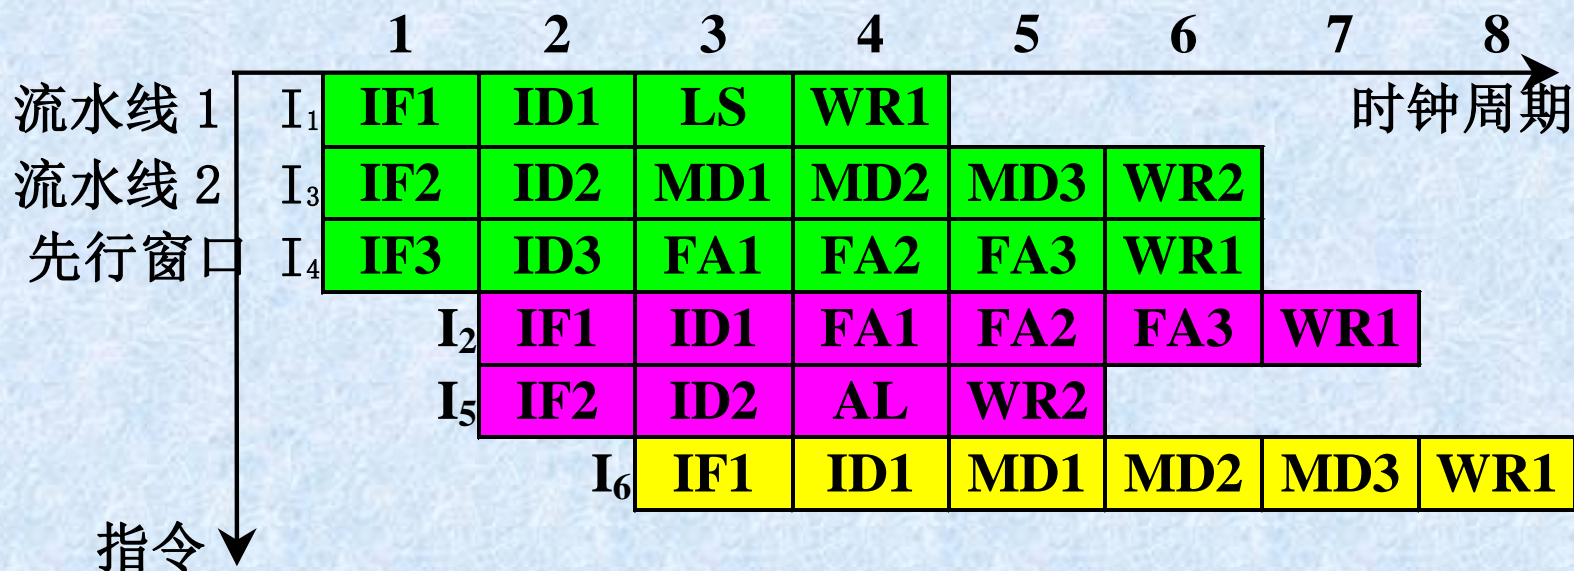 1 2 3 4 5 6 7 8
流水线 1 I₁ IF1 ID1 LS WR1 时钟周期
流水线 2 I₃ IF2 ID2 MD1 MD2 MD3 WR2
先行窗口 I₄ IF3 ID3 FA1 FA2 FA3 WR1
I₂ IF1 ID1 FA1 FA2 FA3 WR1
I₅ IF2 ID2 AL WR2
I₆ IF1 ID1 MD1 MD2 MD3 WR1
指令